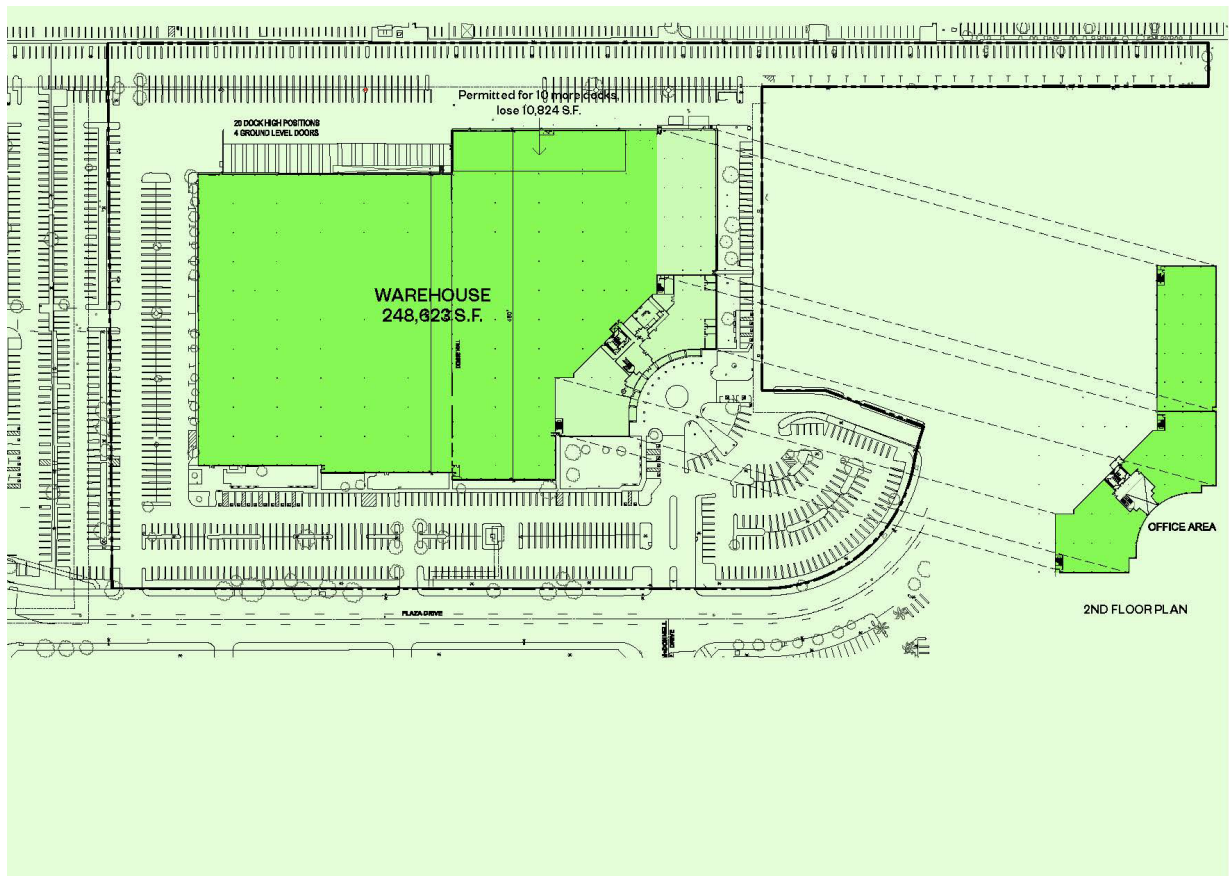 Permitted for 10 more docks,
lose 10,824 S.F.
20 DOCK HIGH POSITIONS
4 GROUND LEVEL DOORS
WAREHOUSE
248,623 S.F.
OFFICE AREA
2ND FLOOR PLAN
PLAZA DRIVE
DRIVE